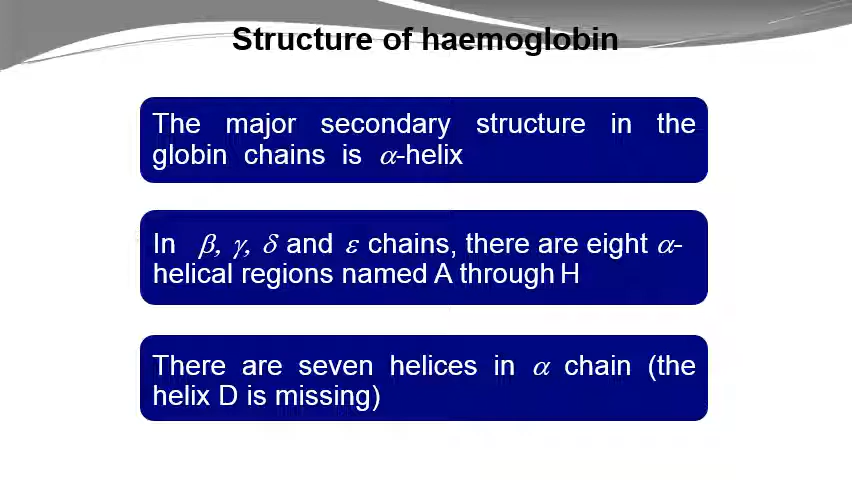 Structure of haemoglobin
The major secondary structure in the
globin chains is α-helix
In β, γ, δ and ε chains, there are eight α-
helical regions named A through H
There are seven helices in α chain (the
helix D is missing)